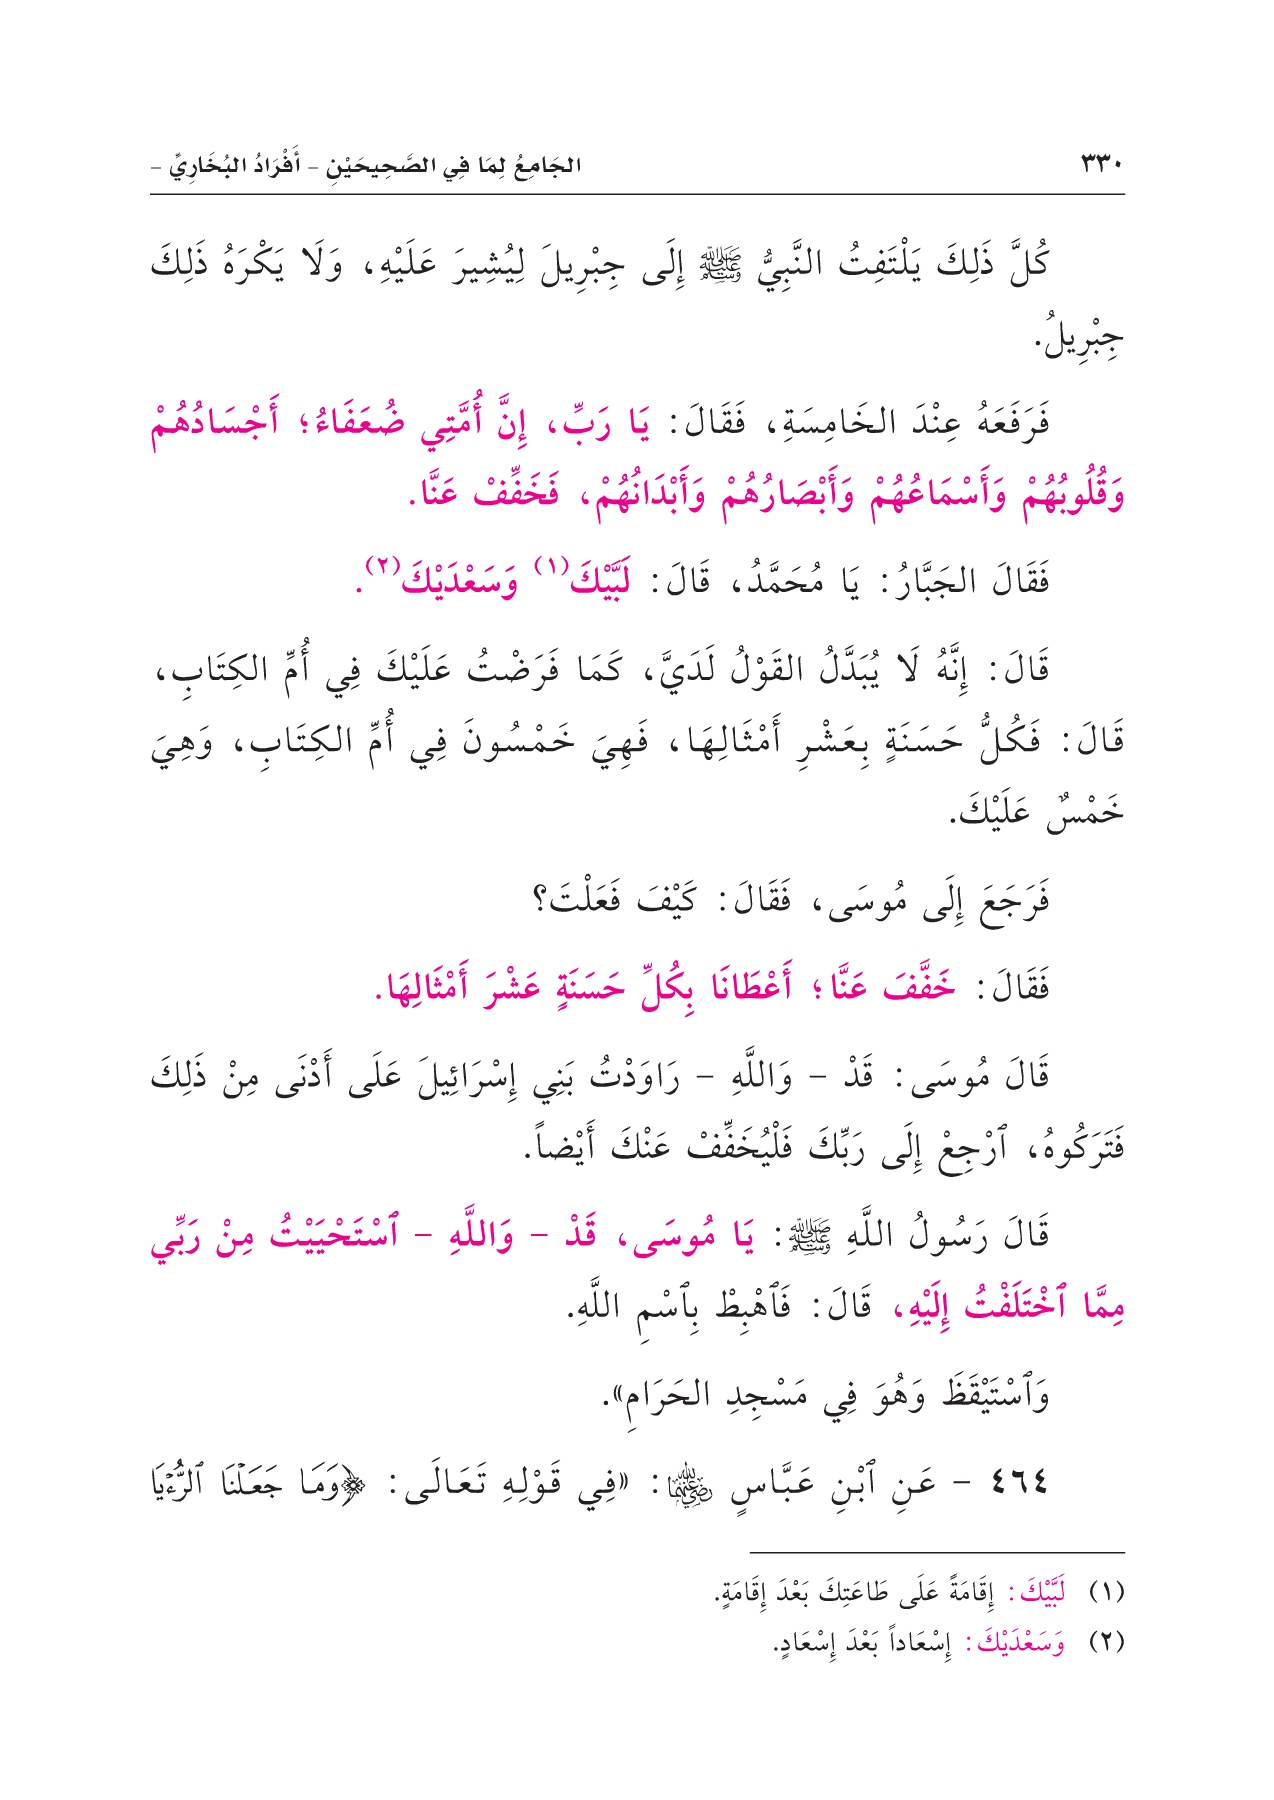 ٣٣٠ الجَامِعُ لِمَا فِي الصَّحِيحَيْنِ – أَفْرَادُ البُخَارِيِّ –
كُلَّ ذَلِكَ يَلْتَفِتُ النَّبِيُّ ﷺ إِلَى جِبْرِيلَ لِيُشِيرَ عَلَيْهِ، وَلَا يَكْرَهُ ذَلِكَ
جِبْرِيلُ.
فَرَفَعَهُ عِنْدَ الخَامِسَةِ، فَقَالَ: يَا رَبِّ، إِنَّ أُمَّتِي ضُعَفَاءُ؛ أَجْسَادُهُمْ
وَقُلُوبُهُمْ وَأَسْمَاعُهُمْ وَأَبْصَارُهُمْ وَأَبْدَانُهُمْ، فَخَفِّفْ عَنَّا.
فَقَالَ الجَبَّارُ: يَا مُحَمَّدُ، قَالَ: لَبَّيْكَ(١) وَسَعْدَيْكَ(٢).
قَالَ: إِنَّهُ لَا يُبَدَّلُ القَوْلُ لَدَيَّ، كَمَا فَرَضْتُ عَلَيْكَ فِي أُمِّ الكِتَابِ،
قَالَ: فَكُلُّ حَسَنَةٍ بِعَشْرِ أَمْثَالِهَا، فَهِيَ خَمْسُونَ فِي أُمِّ الكِتَابِ، وَهِيَ
خَمْسٌ عَلَيْكَ.
فَرَجَعَ إِلَى مُوسَى، فَقَالَ: كَيْفَ فَعَلْتَ؟
فَقَالَ: خَفَّفَ عَنَّا؛ أَعْطَانَا بِكُلِّ حَسَنَةٍ عَشْرَ أَمْثَالِهَا.
قَالَ مُوسَى: قَدْ – وَاللَّهِ – رَاوَدْتُ بَنِي إِسْرَائِيلَ عَلَى أَدْنَى مِنْ ذَلِكَ
فَتَرَكُوهُ، ٱرْجِعْ إِلَى رَبِّكَ فَلْيُخَفِّفْ عَنْكَ أَيْضاً.
قَالَ رَسُولُ اللَّهِ ﷺ: يَا مُوسَى، قَدْ – وَاللَّهِ – ٱسْتَحْيَيْتُ مِنْ رَبِّي
مِمَّا ٱخْتَلَفْتُ إِلَيْهِ، قَالَ: فَٱهْبِطْ بِٱسْمِ اللَّهِ.
وَٱسْتَيْقَظَ وَهُوَ فِي مَسْجِدِ الحَرَامِ».
٤٦٤ – عَنِ ٱبْنِ عَبَّاسٍ رضي الله عنهما: «فِي قَوْلِهِ تَعَالَى: ﴿وَمَا جَعَلْنَا ٱلرُّءْيَا
(١) لَبَّيْكَ: إِقَامَةً عَلَى طَاعَتِكَ بَعْدَ إِقَامَةٍ.
(٢) وَسَعْدَيْكَ: إِسْعَاداً بَعْدَ إِسْعَادٍ.